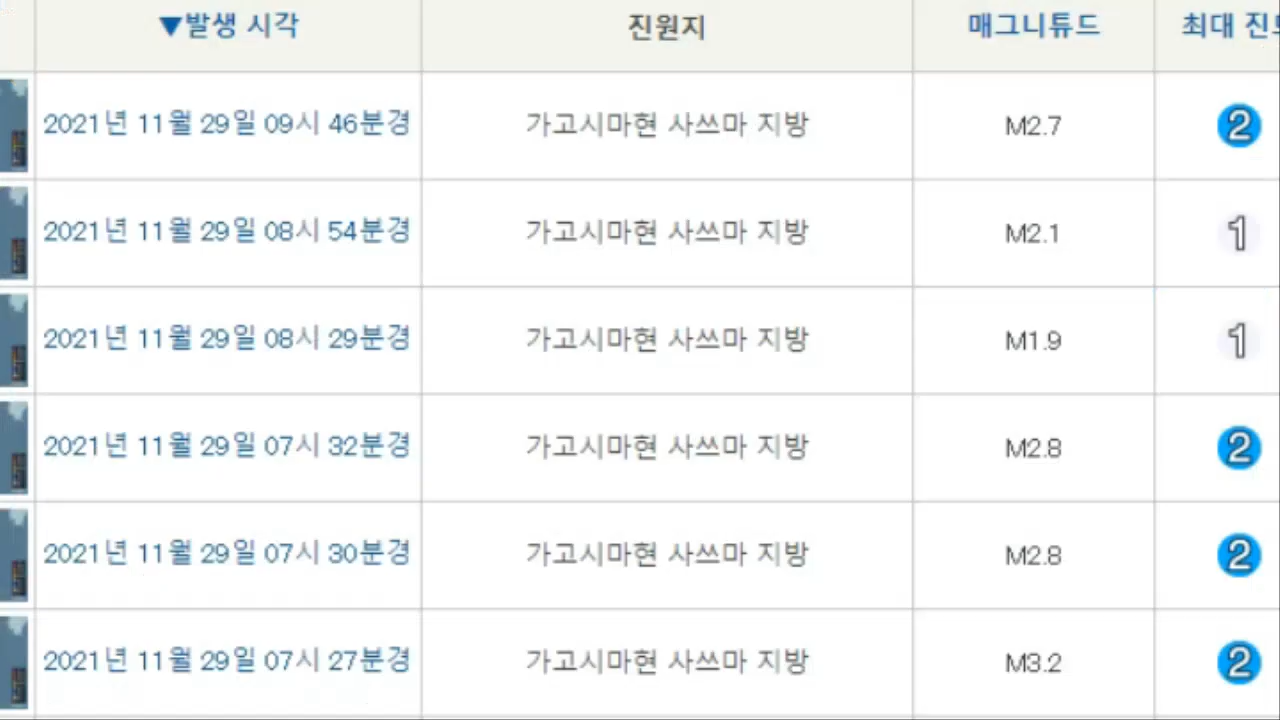 ▼발생 시각 진원지 매그니튜드 최대 진도
2021년 11월 29일 09시 46분경 가고시마현 사쓰마 지방 M2.7 2
2021년 11월 29일 08시 54분경 가고시마현 사쓰마 지방 M2.1 1
2021년 11월 29일 08시 29분경 가고시마현 사쓰마 지방 M1.9 1
2021년 11월 29일 07시 32분경 가고시마현 사쓰마 지방 M2.8 2
2021년 11월 29일 07시 30분경 가고시마현 사쓰마 지방 M2.8 2
2021년 11월 29일 07시 27분경 가고시마현 사쓰마 지방 M3.2 2